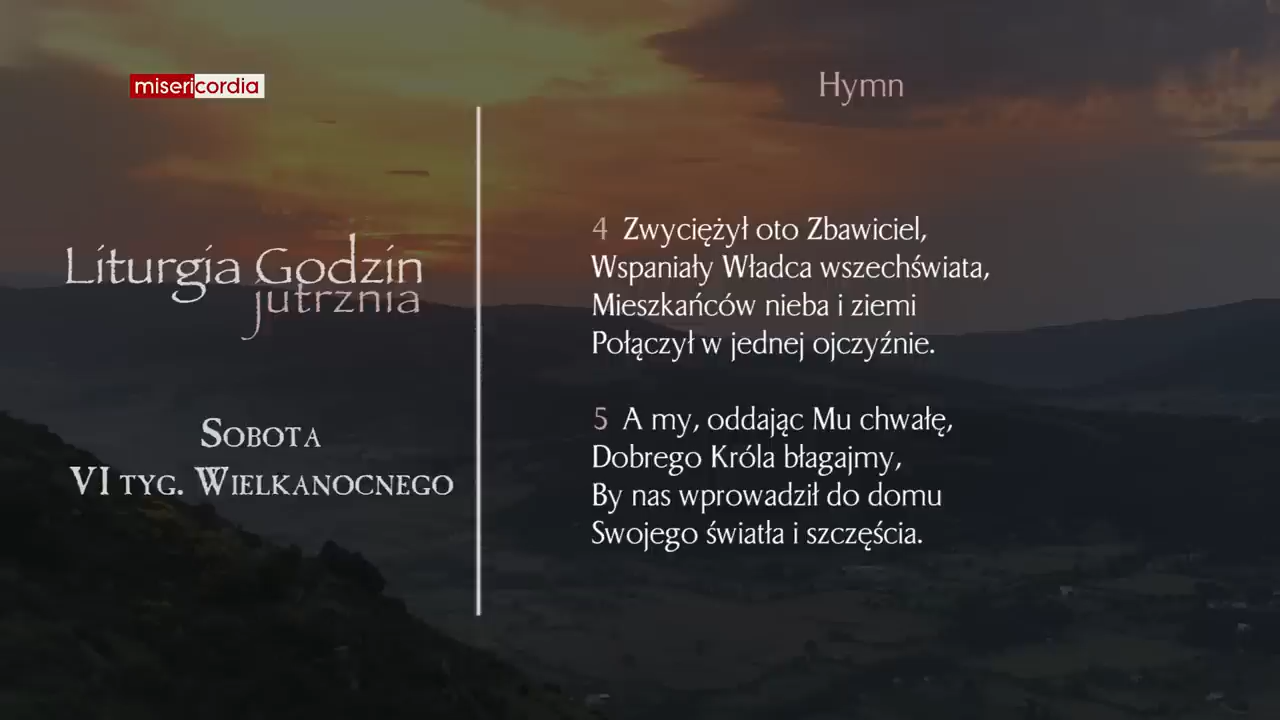 misericordia
Liturgia Godzin
jutrznia
Sobota
VI tyg. Wielkanocnego
Hymn
4 Zwyciężył oto Zbawiciel,
Wspaniały Władca wszechświata,
Mieszkańców nieba i ziemi
Połączył w jednej ojczyźnie.
5 A my, oddając Mu chwałę,
Dobrego Króla błagajmy,
By nas wprowadził do domu
Swojego światła i szczęścia.